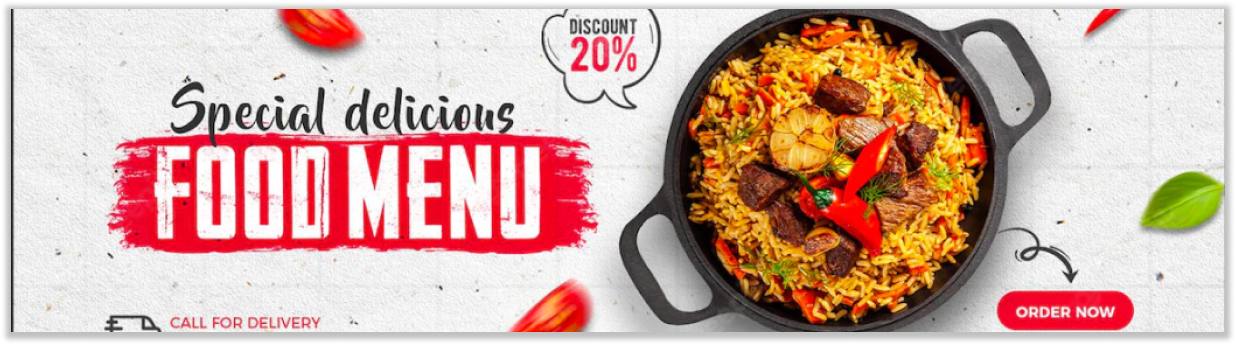 DISCOUNT
20%
Special delicious
FOOD MENU
CALL FOR DELIVERY
ORDER NOW